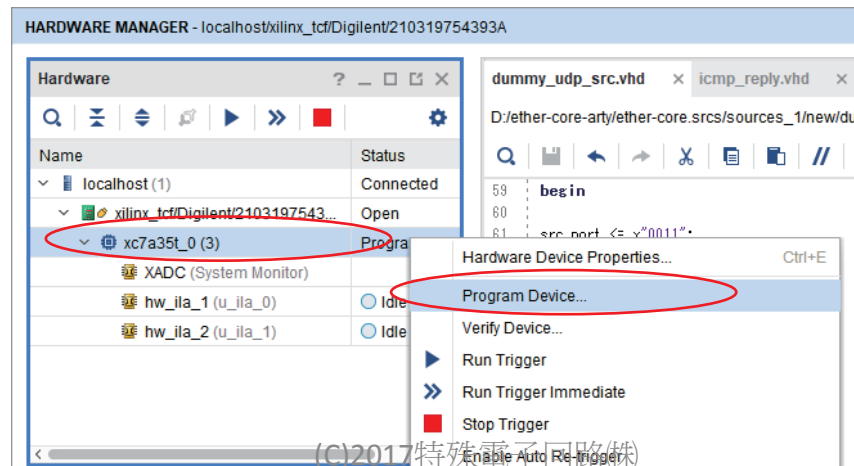 HARDWARE MANAGER - localhost/xilinx_tcf/Digilent/210319754393A
Hardware
? _
Name Status
localhost (1) Connected
xilinx_tcf/Digilent/2103197543... Open
xc7a35t_0 (3) Progra
XADC (System Monitor)
hw_ila_1 (u_ila_0) Idle
hw_ila_2 (u_ila_1) Idle
dummy_udp_src.vhd × icmp_reply.vhd ×
D:/ether-core-arty/ether-core.srcs/sources_1/new/du
//
59 begin
60
61 src_port <= x"0011";
Hardware Device Properties... Ctrl+E
Program Device...
Verify Device...
Run Trigger
Run Trigger Immediate
Stop Trigger
Enable Auto Re-trigger
(C)2017特殊電子回路㈱